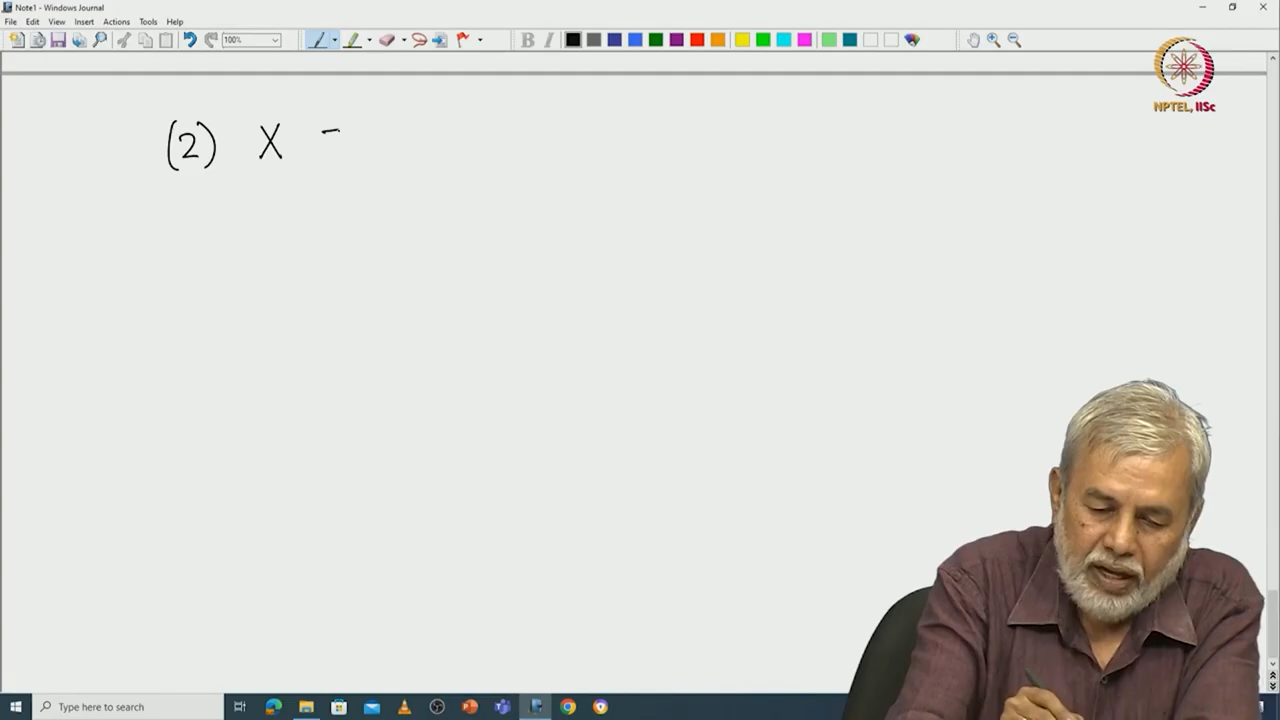 Note1 - Windows Journal
File Edit View Insert Actions Tools Help
100% B I
NPTEL, IISc
(2) X -
Type here to search